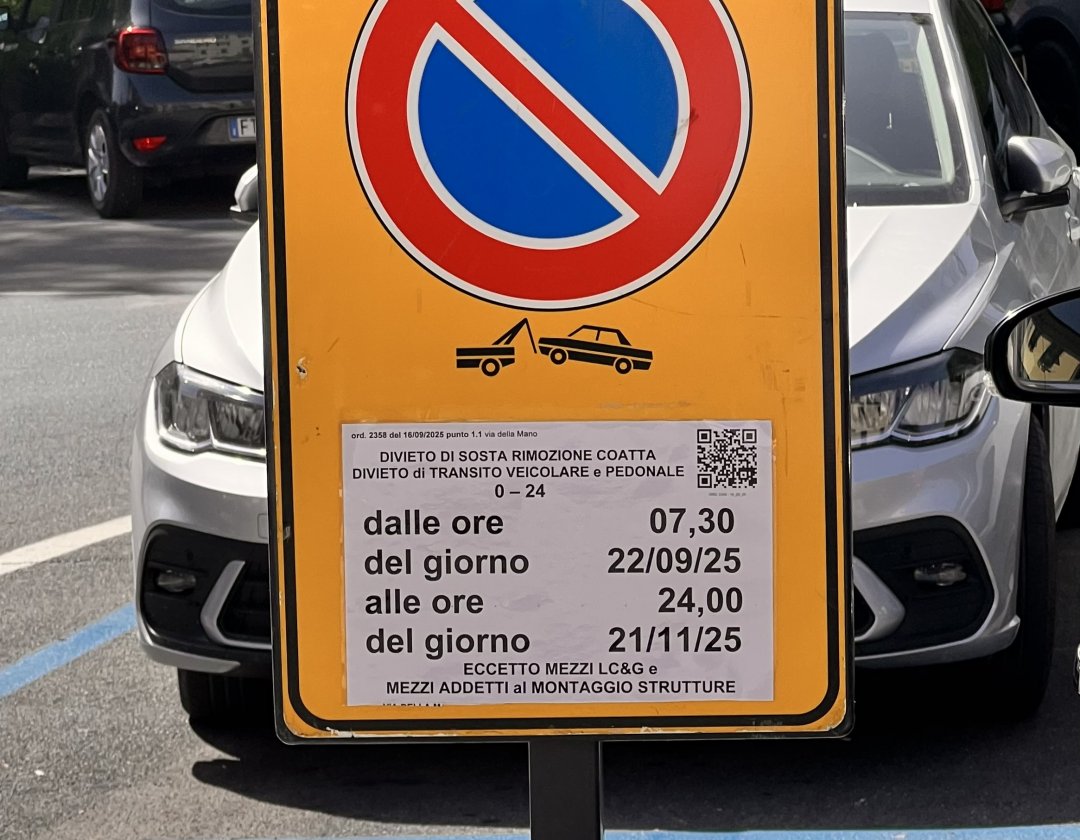 ord. 2358 del 16/09/2025 punto 1.1 via della Mano
DIVIETO DI SOSTA RIMOZIONE COATTA
DIVIETO di TRANSITO VEICOLARE e PEDONALE
0 – 24
dalle ore 07,30
del giorno 22/09/25
alle ore 24,00
del giorno 21/11/25
ECCETTO MEZZI LC&G e
MEZZI ADDETTI al MONTAGGIO STRUTTURE